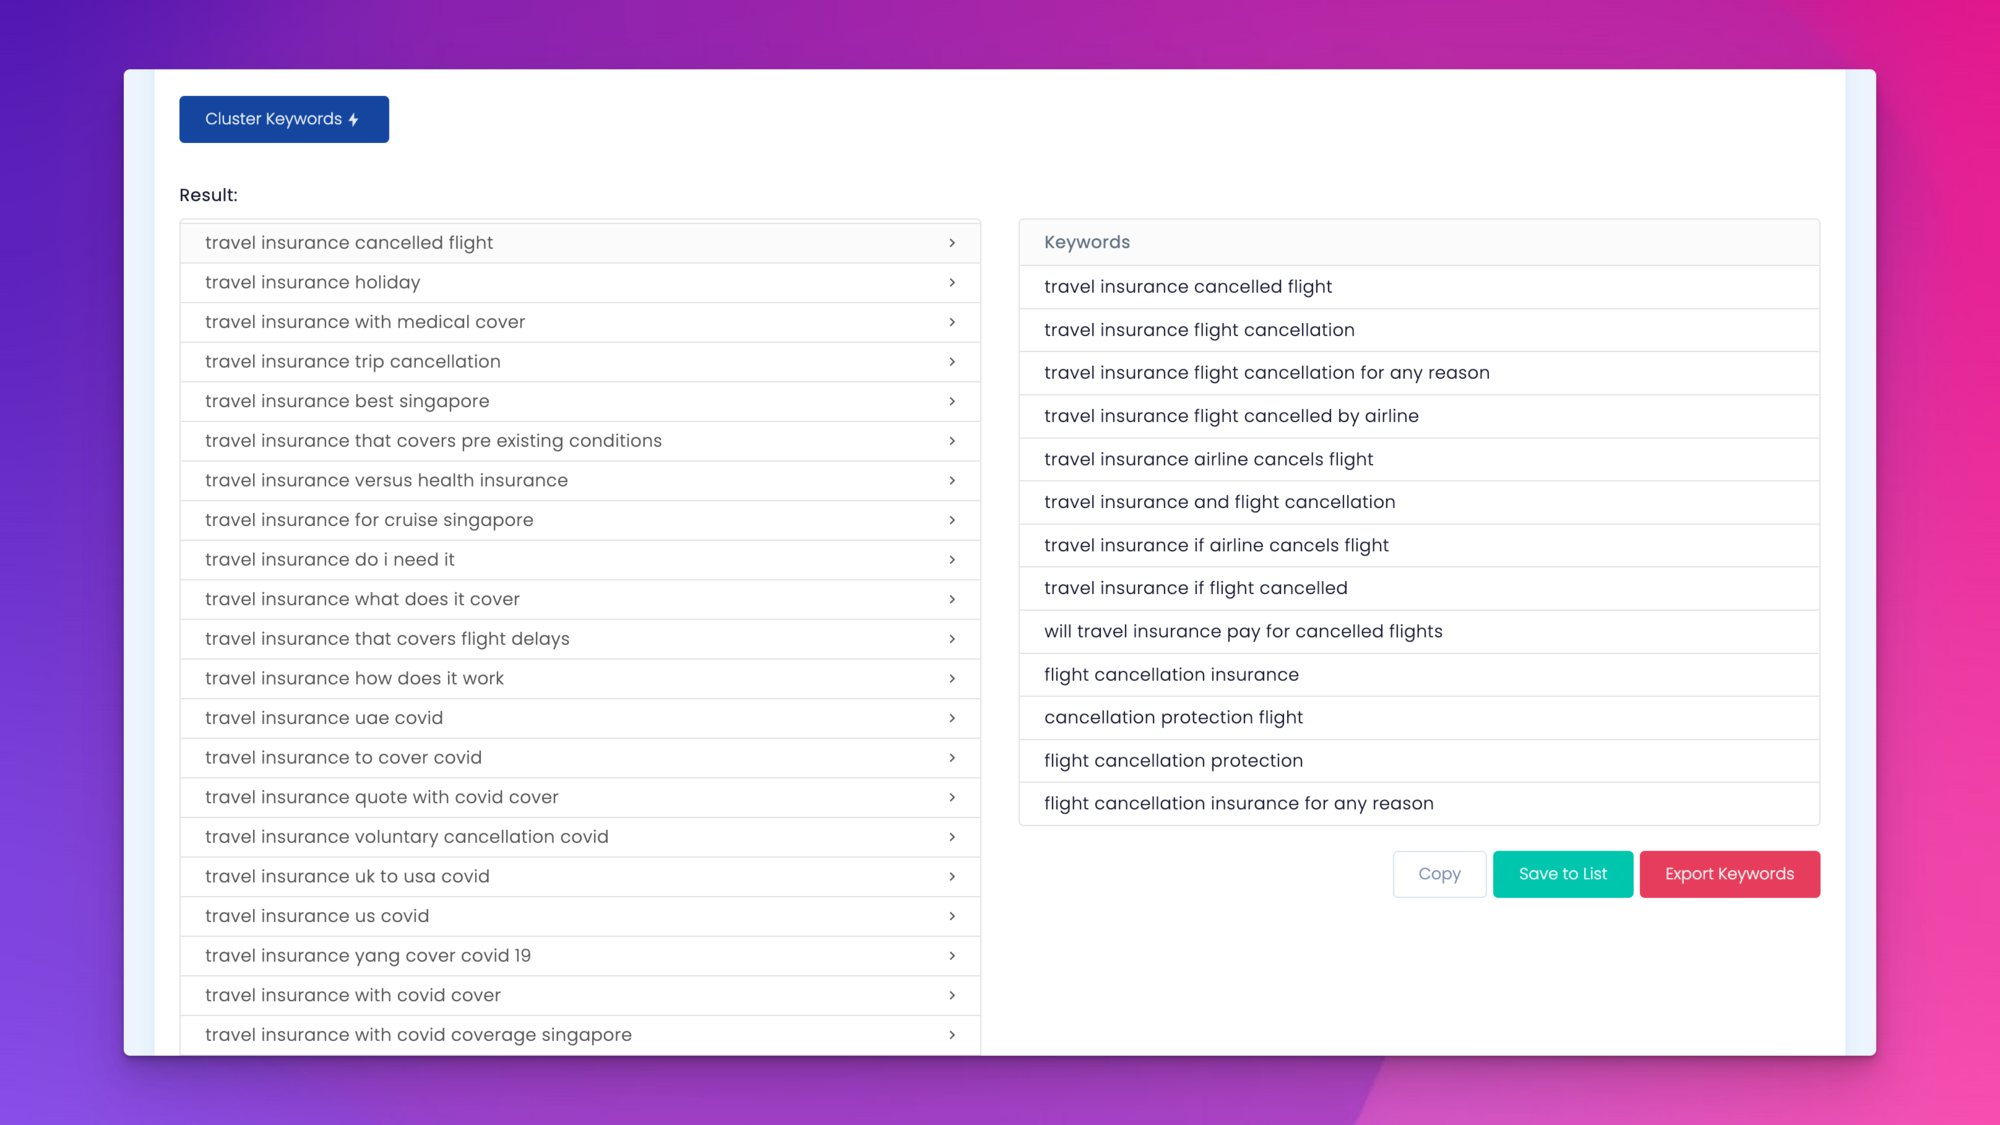 Cluster Keywords
Result:
travel insurance cancelled flight
travel insurance holiday
travel insurance with medical cover
travel insurance trip cancellation
travel insurance best singapore
travel insurance that covers pre existing conditions
travel insurance versus health insurance
travel insurance for cruise singapore
travel insurance do i need it
travel insurance what does it cover
travel insurance that covers flight delays
travel insurance how does it work
travel insurance uae covid
travel insurance to cover covid
travel insurance quote with covid cover
travel insurance voluntary cancellation covid
travel insurance uk to usa covid
travel insurance us covid
travel insurance yang cover covid 19
travel insurance with covid cover
travel insurance with covid coverage singapore
Keywords
travel insurance cancelled flight
travel insurance flight cancellation
travel insurance flight cancellation for any reason
travel insurance flight cancelled by airline
travel insurance airline cancels flight
travel insurance and flight cancellation
travel insurance if airline cancels flight
travel insurance if flight cancelled
will travel insurance pay for cancelled flights
flight cancellation insurance
cancellation protection flight
flight cancellation protection
flight cancellation insurance for any reason
Copy
Save to List
Export Keywords